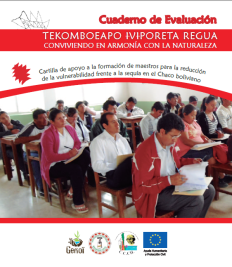 Cuaderno de Evaluación
TEKOMBOEAPO IVIPORETA REGUA
CONVIVIENDO EN ARMONÍA CON LA NATURALEZA
Cartilla de apoyo a la formación de maestros para la reducción
de la vulnerabilidad frente a la sequía en el Chaco boliviano
Gehol
Ayuda Humanitaria
y Protección Civil